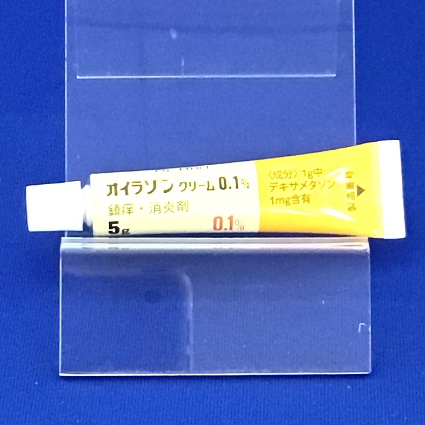 オイラゾン クリーム 0.1%
鎮痒・消炎剤
5g
0.1%
〈成分〉1g中
デキサメタゾン
1mg含有